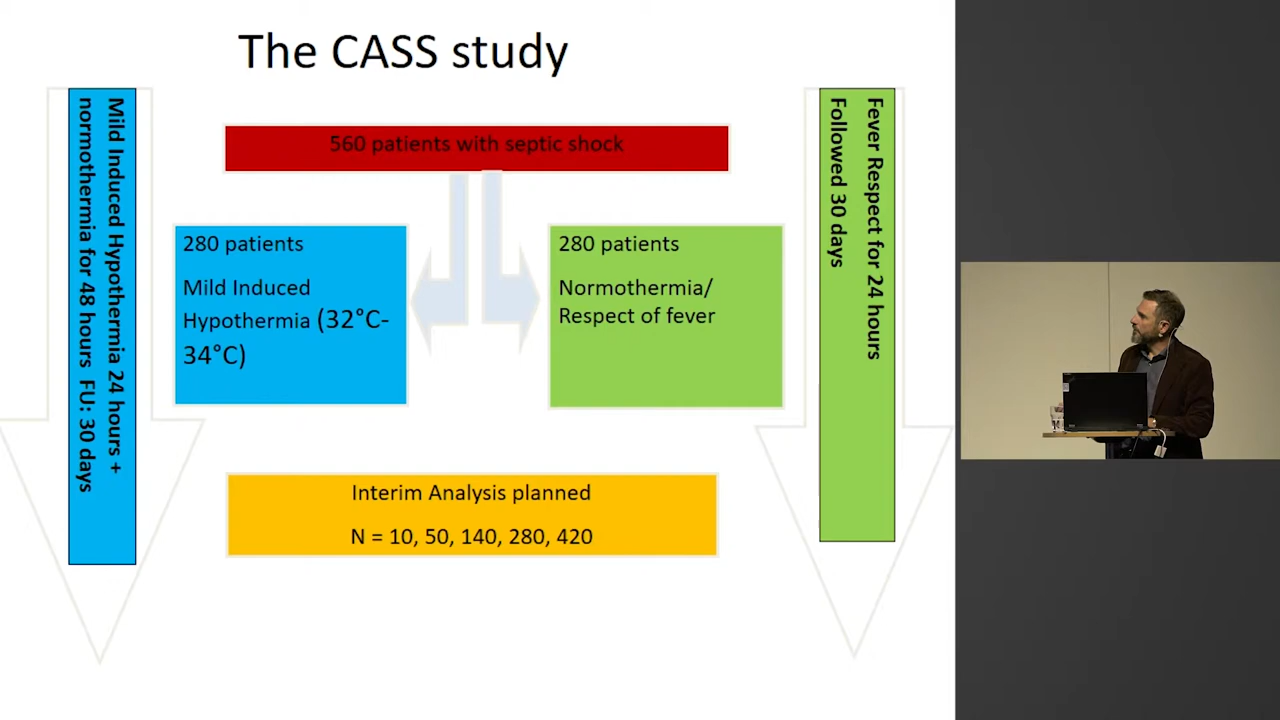 The CASS study
Mild Induced Hypothermia 24 hours +
normothermia for 48 hours FU: 30 days
560 patients with septic shock
280 patients
Mild Induced
Hypothermia (32°C-
34°C)
280 patients
Normothermia/
Respect of fever
Interim Analysis planned
N = 10, 50, 140, 280, 420
Fever Respect for 24 hours
Followed 30 days